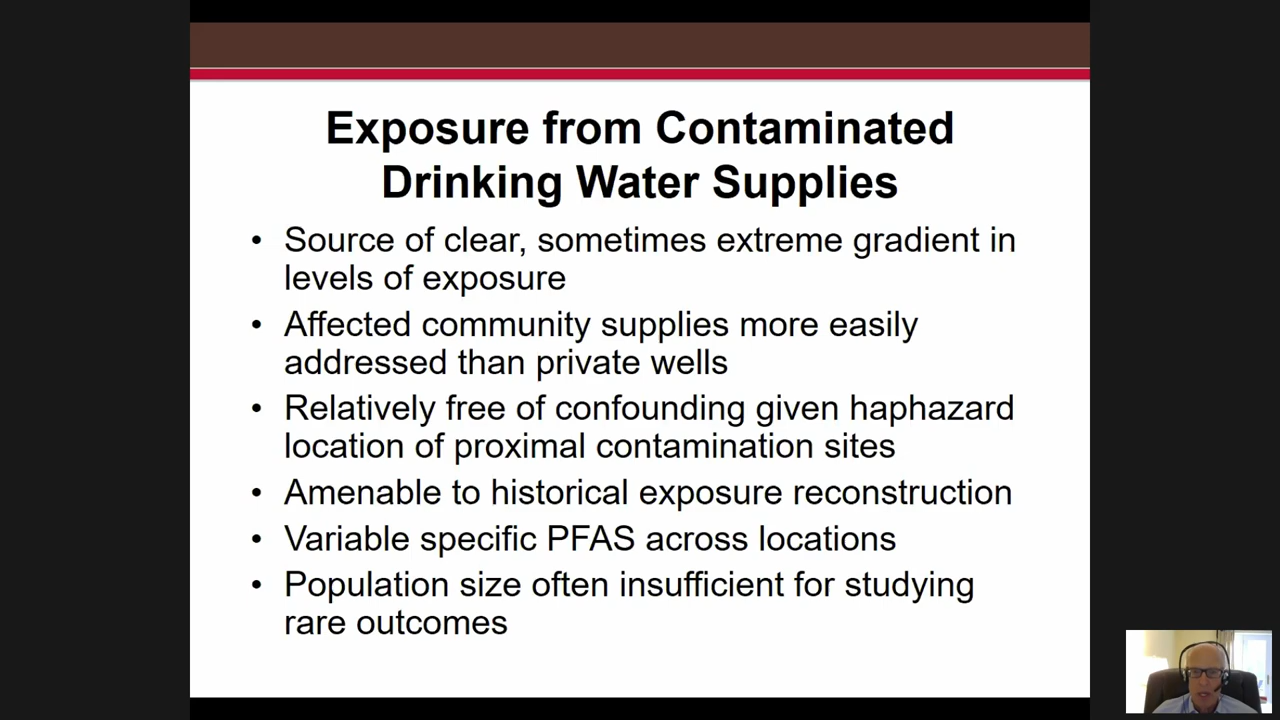 Exposure from Contaminated
Drinking Water Supplies
• Source of clear, sometimes extreme gradient in
levels of exposure
• Affected community supplies more easily
addressed than private wells
• Relatively free of confounding given haphazard
location of proximal contamination sites
• Amenable to historical exposure reconstruction
• Variable specific PFAS across locations
• Population size often insufficient for studying
rare outcomes